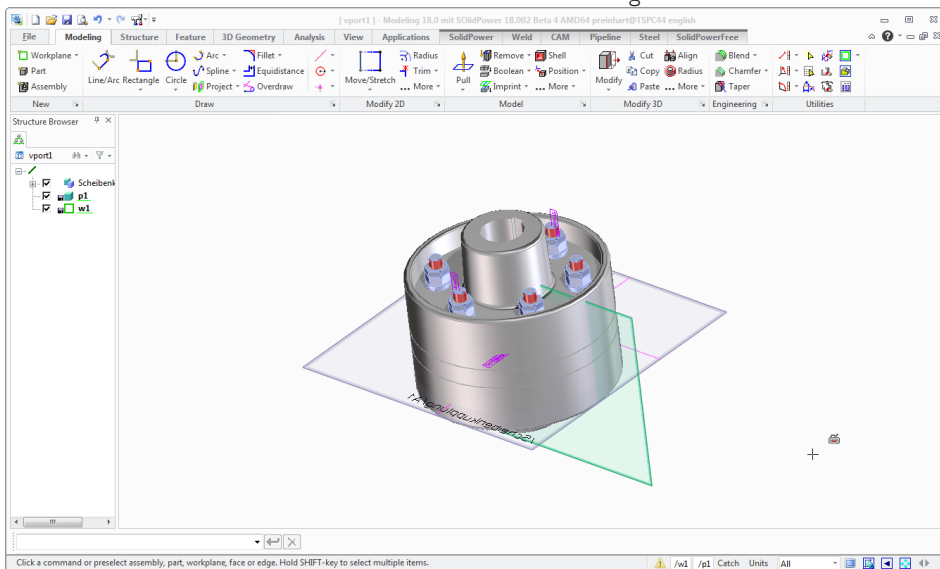 [ vport1 ] - Modeling 18.0 mit SOlidPower 18.002 Beta 4 AMD64 preinhart@TSPC44 english
File Modeling Structure Feature 3D Geometry Analysis View Applications SolidPower Weld CAM Pipeline Steel SolidPowerFree
Workplane Line/Arc Rectangle Circle Arc Fillet Move/Stretch Radius Pull Remove Shell Modify Cut Align Blend
Part Spline Equidistance Trim Boolean Position Copy Radius Chamfer
Assembly Project Overdraw ... More Imprint ... More Paste ... More Taper
New Draw Modify 2D Model Modify 3D Engineering Utilities
Structure Browser
vport1
Scheibenk
p1
w1
Click a command or preselect assembly, part, workplane, face or edge. Hold SHIFT-key to select multiple items.
/w1 /p1 Catch Units All